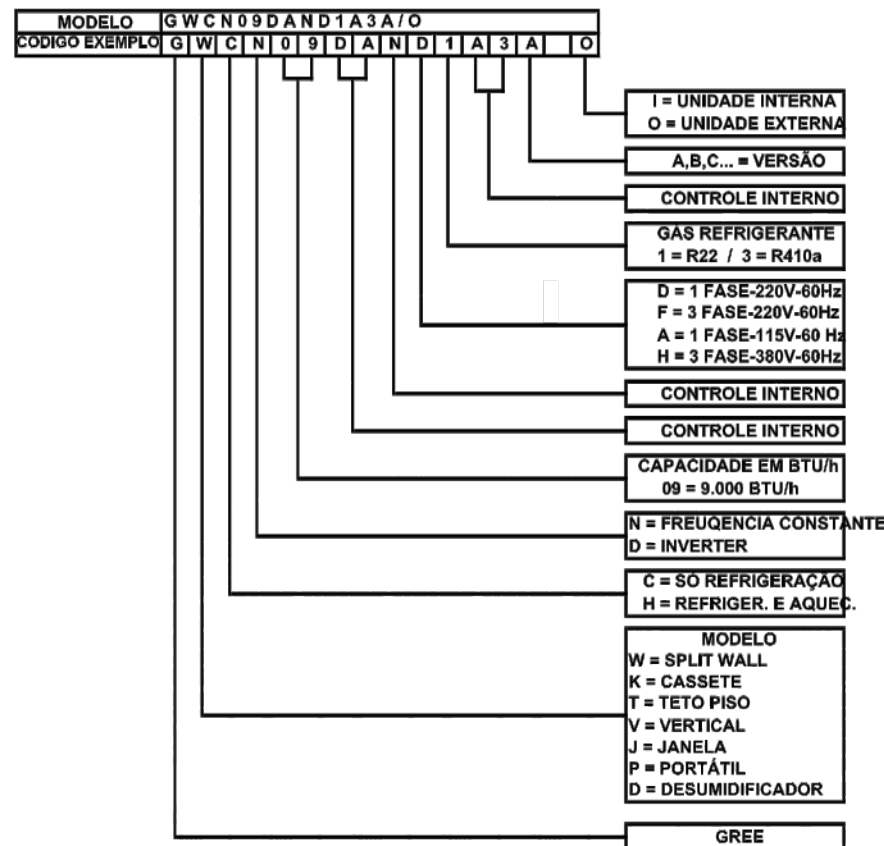 MODELO GWCN09DAND1A3A/O
CODIGO EXEMPLO G W C N 0 9 D A N D 1 A 3 A O
I = UNIDADE INTERNA
O = UNIDADE EXTERNA
A,B,C... = VERSÃO
CONTROLE INTERNO
GÁS REFRIGERANTE
1 = R22 / 3 = R410a
D = 1 FASE-220V-60Hz
F = 3 FASE-220V-60Hz
A = 1 FASE-115V-60 Hz
H = 3 FASE-380V-60Hz
CONTROLE INTERNO
CONTROLE INTERNO
CAPACIDADE EM BTU/h
09 = 9.000 BTU/h
N = FREUQENCIA CONSTANTE
D = INVERTER
C = SÓ REFRIGERAÇÃO
H = REFRIGER. E AQUEC.
MODELO
W = SPLIT WALL
K = CASSETE
T = TETO PISO
V = VERTICAL
J = JANELA
P = PORTÁTIL
D = DESUMIDIFICADOR
GREE